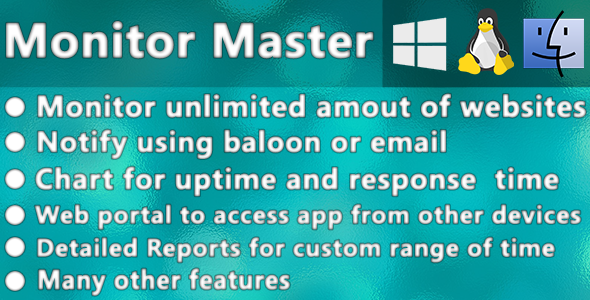 Monitor Master
Monitor unlimited amout of websites
Notify using baloon or email
Chart for uptime and response time
Web portal to access app from other devices
Detailed Reports for custom range of time
Many other features